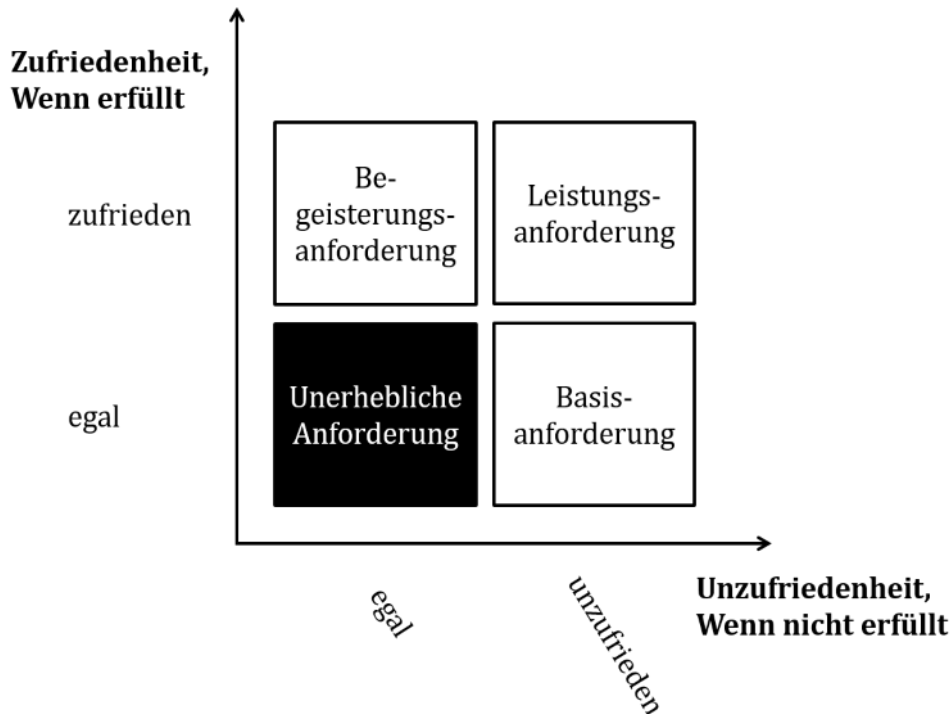 Zufriedenheit,
Wenn erfüllt
zufrieden
Be-
geisterungs-
anforderung
Leistungs-
anforderung
egal
Unerhebliche
Anforderung
Basis-
anforderung
egal
unzufrieden
Unzufriedenheit,
Wenn nicht erfüllt